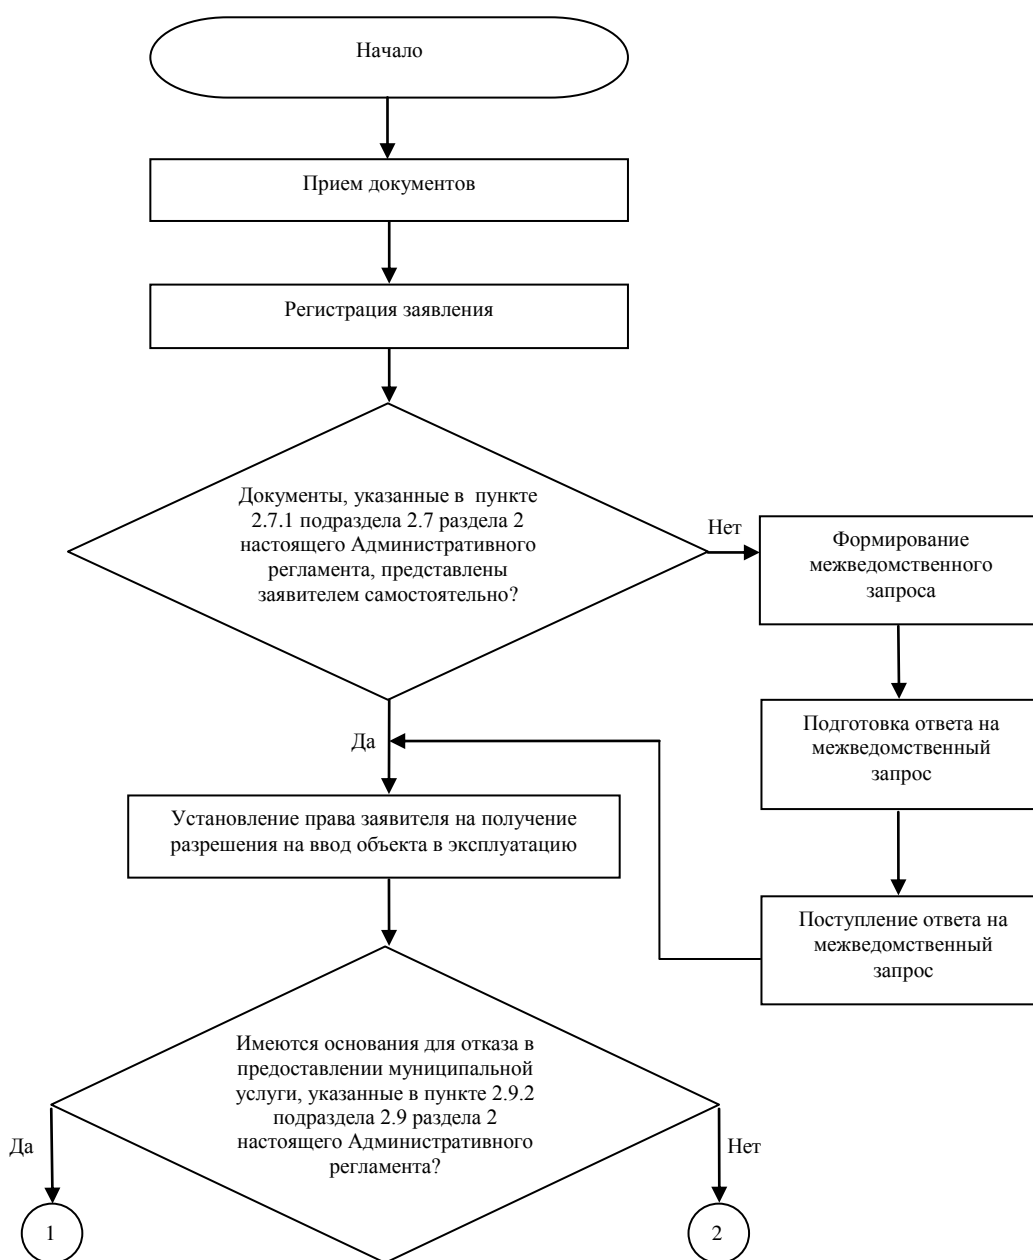 Начало
Прием документов
Регистрация заявления
Документы, указанные в пункте
2.7.1 подраздела 2.7 раздела 2
настоящего Административного
регламента, представлены
заявителем самостоятельно?
Нет
Формирование
межведомственного
запроса
Подготовка ответа на
межведомственный
запрос
Да
Установление права заявителя на получение
разрешения на ввод объекта в эксплуатацию
Поступление ответа на
межведомственный
запрос
Имеются основания для отказа в
предоставлении муниципальной
услуги, указанные в пункте 2.9.2
подраздела 2.9 раздела 2
настоящего Административного
регламента?
Да
Нет
1
2